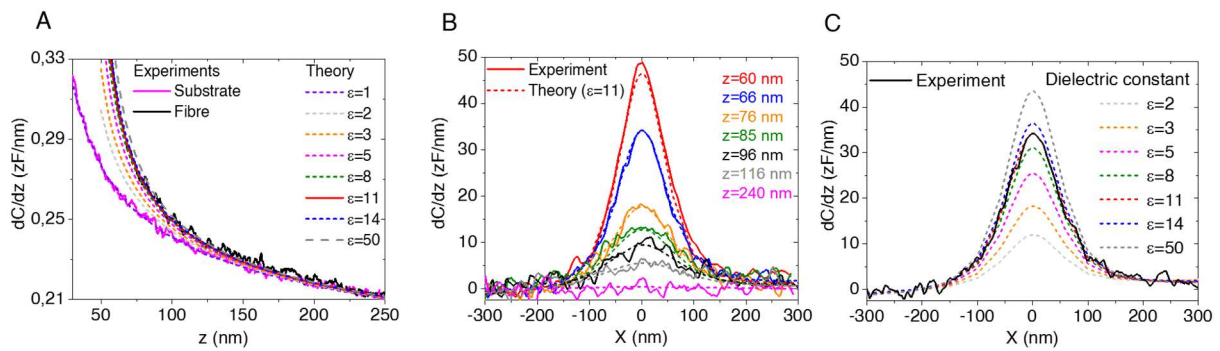 A
0,33
0,29
0,25
0,21
dC/dz (zF/nm)
50 100 150 200 250
z (nm)
Experiments
Substrate
Fibre
Theory
ε=1
ε=2
ε=3
ε=5
ε=8
ε=11
ε=14
ε=50
B
50
40
30
20
10
0
dC/dz (zF/nm)
-300 -200 -100 0 100 200 300
X (nm)
Experiment
Theory (ε=11)
z=60 nm
z=66 nm
z=76 nm
z=85 nm
z=96 nm
z=116 nm
z=240 nm
C
50
40
30
20
10
0
dC/dz (zF/nm)
-300 -200 -100 0 100 200 300
X (nm)
Experiment
Dielectric constant
ε=2
ε=3
ε=5
ε=8
ε=11
ε=14
ε=50